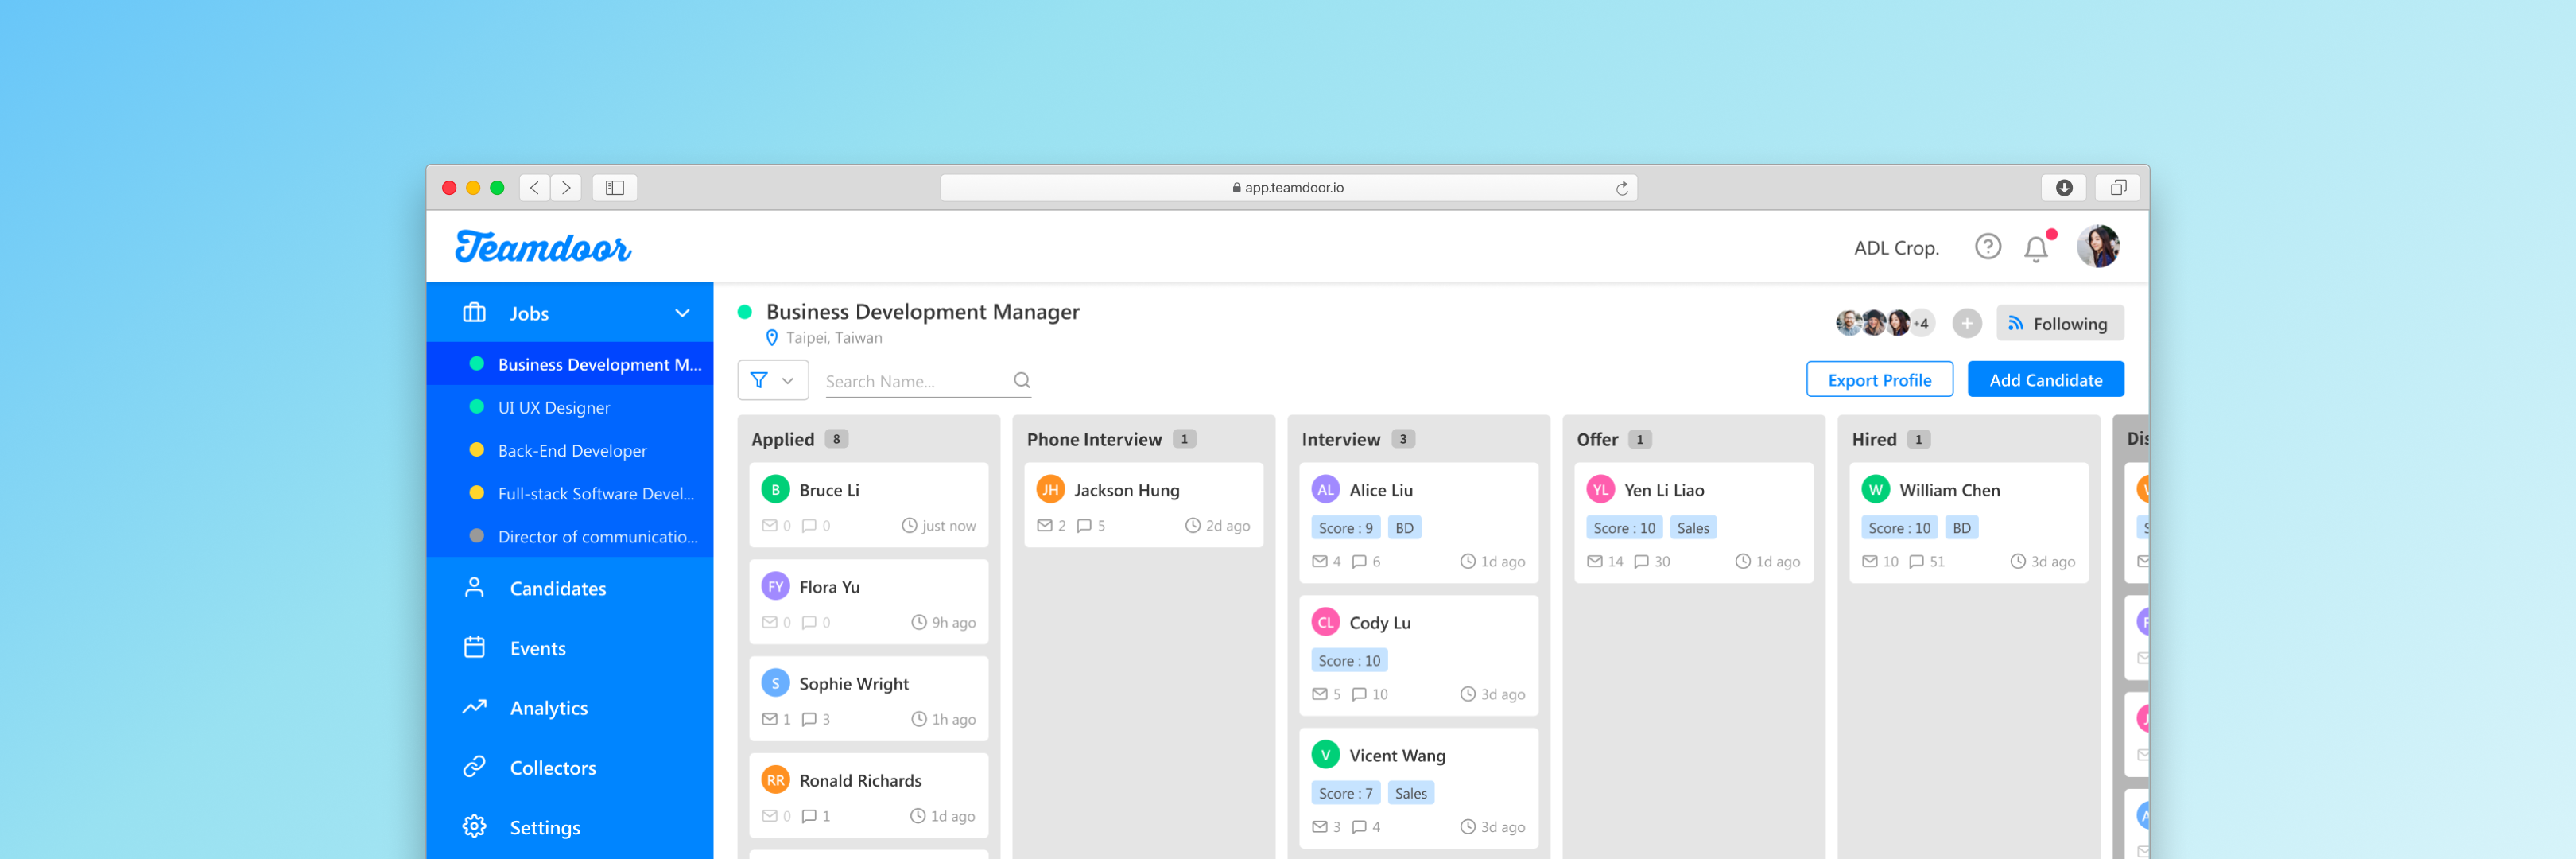 app.teamdoor.io
Teamdoor
ADL Crop.
Jobs
Business Development M...
UI UX Designer
Back-End Developer
Full-stack Software Devel...
Director of communicatio...
Candidates
Events
Analytics
Collectors
Settings
Business Development Manager
Taipei, Taiwan
+4
Following
Search Name...
Export Profile
Add Candidate
Applied 8
B Bruce Li
0 0 just now
FY Flora Yu
0 0 9h ago
S Sophie Wright
1 3 1h ago
RR Ronald Richards
0 1 1d ago
Phone Interview 1
JH Jackson Hung
2 5 2d ago
Interview 3
AL Alice Liu
Score : 9 BD
4 6 1d ago
CL Cody Lu
Score : 10
5 10 3d ago
V Vicent Wang
Score : 7 Sales
3 4 3d ago
Offer 1
YL Yen Li Liao
Score : 10 Sales
14 30 1d ago
Hired 1
W William Chen
Score : 10 BD
10 51 3d ago